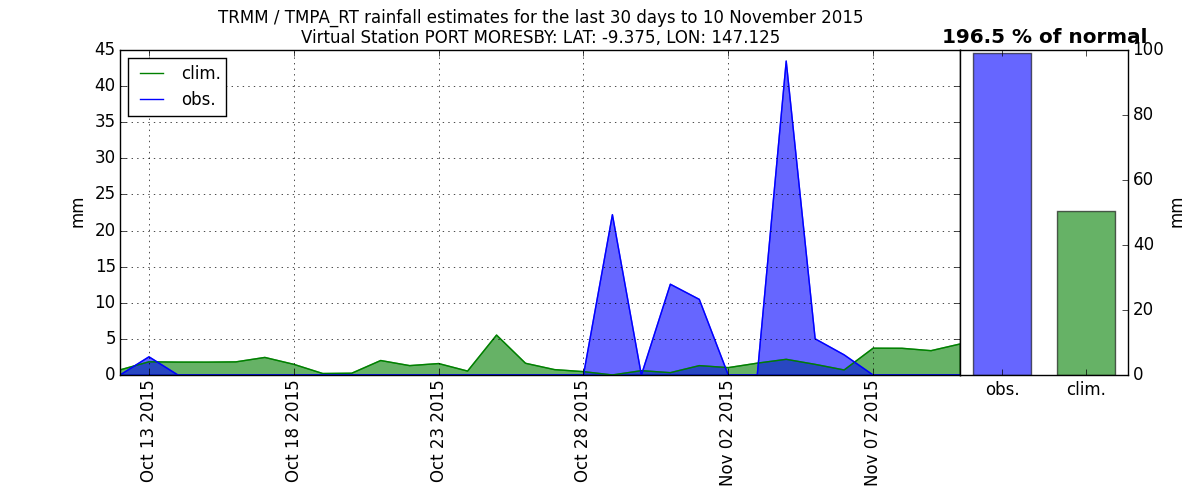 TRMM / TMPA_RT rainfall estimates for the last 30 days to 10 November 2015
Virtual Station PORT MORESBY: LAT: -9.375, LON: 147.125
196.5 % of normal
clim.
obs.
45
40
35
30
25
20
15
10
5
0
mm
Oct 13 2015
Oct 18 2015
Oct 23 2015
Oct 28 2015
Nov 02 2015
Nov 07 2015
100
80
60
40
20
0
mm
obs.
clim.